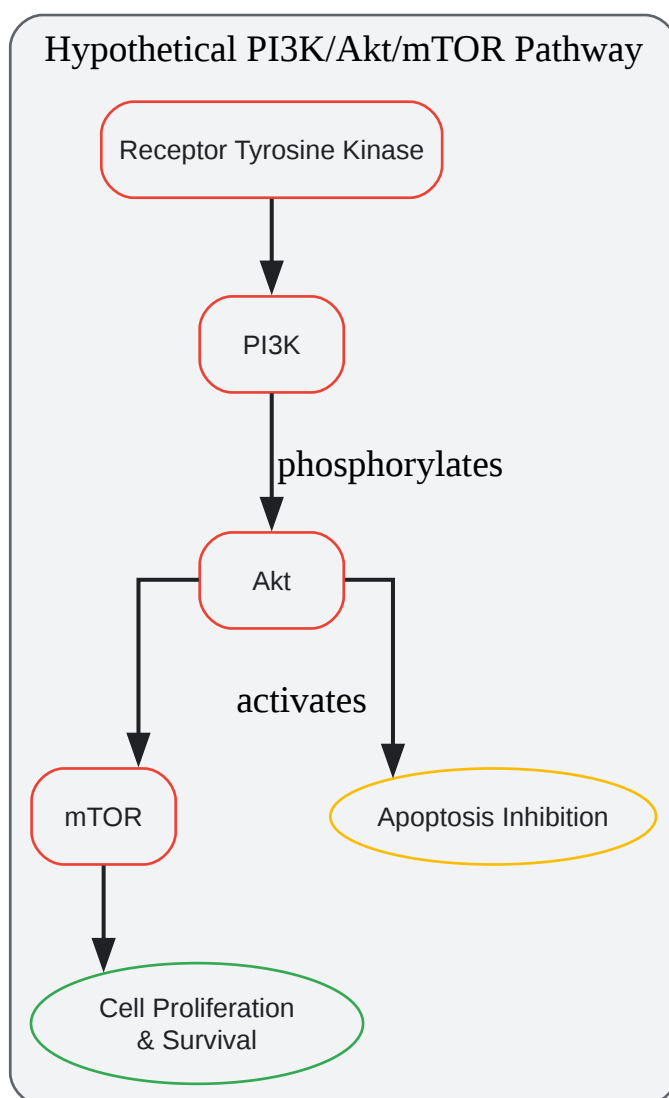 Hypothetical PI3K/Akt/mTOR Pathway
Receptor Tyrosine Kinase
PI3K
phosphorylates
Akt
activates
mTOR
Apoptosis Inhibition
Cell Proliferation
& Survival